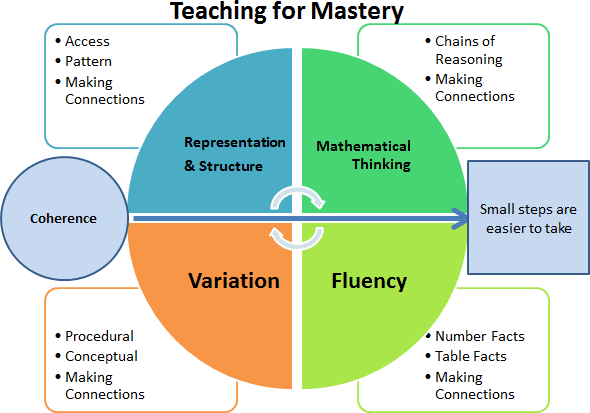 Teaching for Mastery
• Access
• Pattern
• Making
Connections
• Chains of
Reasoning
• Making
Connections
Representation
& Structure
Mathematical
Thinking
Coherence
Small steps are
easier to take
Variation
Fluency
• Procedural
• Conceptual
• Making
Connections
• Number Facts
• Table Facts
• Making
Connections